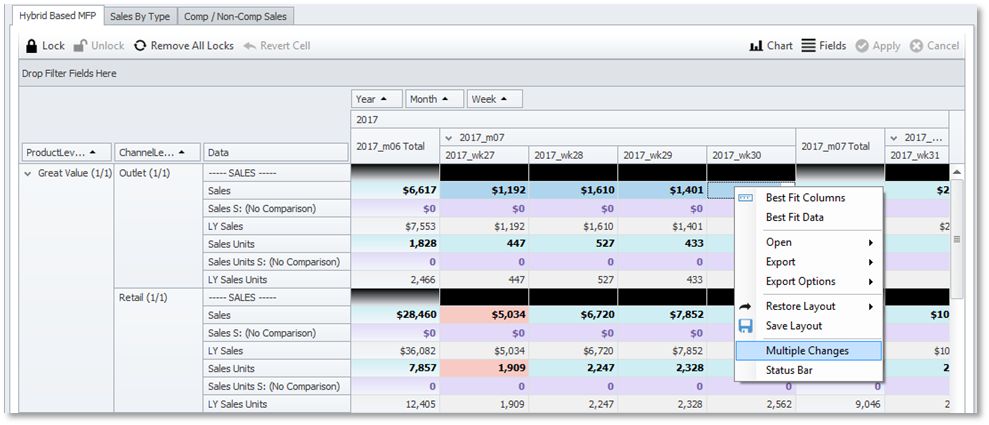 Hybrid Based MFP Sales By Type Comp / Non-Comp Sales
Lock Unlock Remove All Locks Revert Cell Chart Fields Apply Cancel
Drop Filter Fields Here
Year Month Week
2017
2017_m06 Total 2017_m07 2017_m07 Total 2017_...
ProductLev... ChannelLe... Data 2017_wk27 2017_wk28 2017_wk29 2017_wk30 2017_wk31
Great Value (1/1) Outlet (1/1) ----- SALES -----
Sales $6,617 $1,192 $1,610 $1,401 $2
Sales S: (No Comparison) $0 $0 $0 $0
LY Sales $7,553 $1,192 $1,610 $1,401 $2
Sales Units 1,828 447 527 433
Sales Units S: (No Comparison) 0 0 0 0
LY Sales Units 2,466 447 527 433
Retail (1/1) ----- SALES -----
Sales $28,460 $5,034 $6,720 $7,852 $10
Sales S: (No Comparison) $0 $0 $0 $0
LY Sales $36,082 $5,034 $6,720 $7,852 $10
Sales Units 7,857 1,909 2,247 2,328 2
Sales Units S: (No Comparison) 0 0 0 0 0 0
LY Sales Units 12,405 1,909 2,247 2,328 2,562 9,046 2
Best Fit Columns
Best Fit Data
Open
Export
Export Options
Restore Layout
Save Layout
Multiple Changes
Status Bar